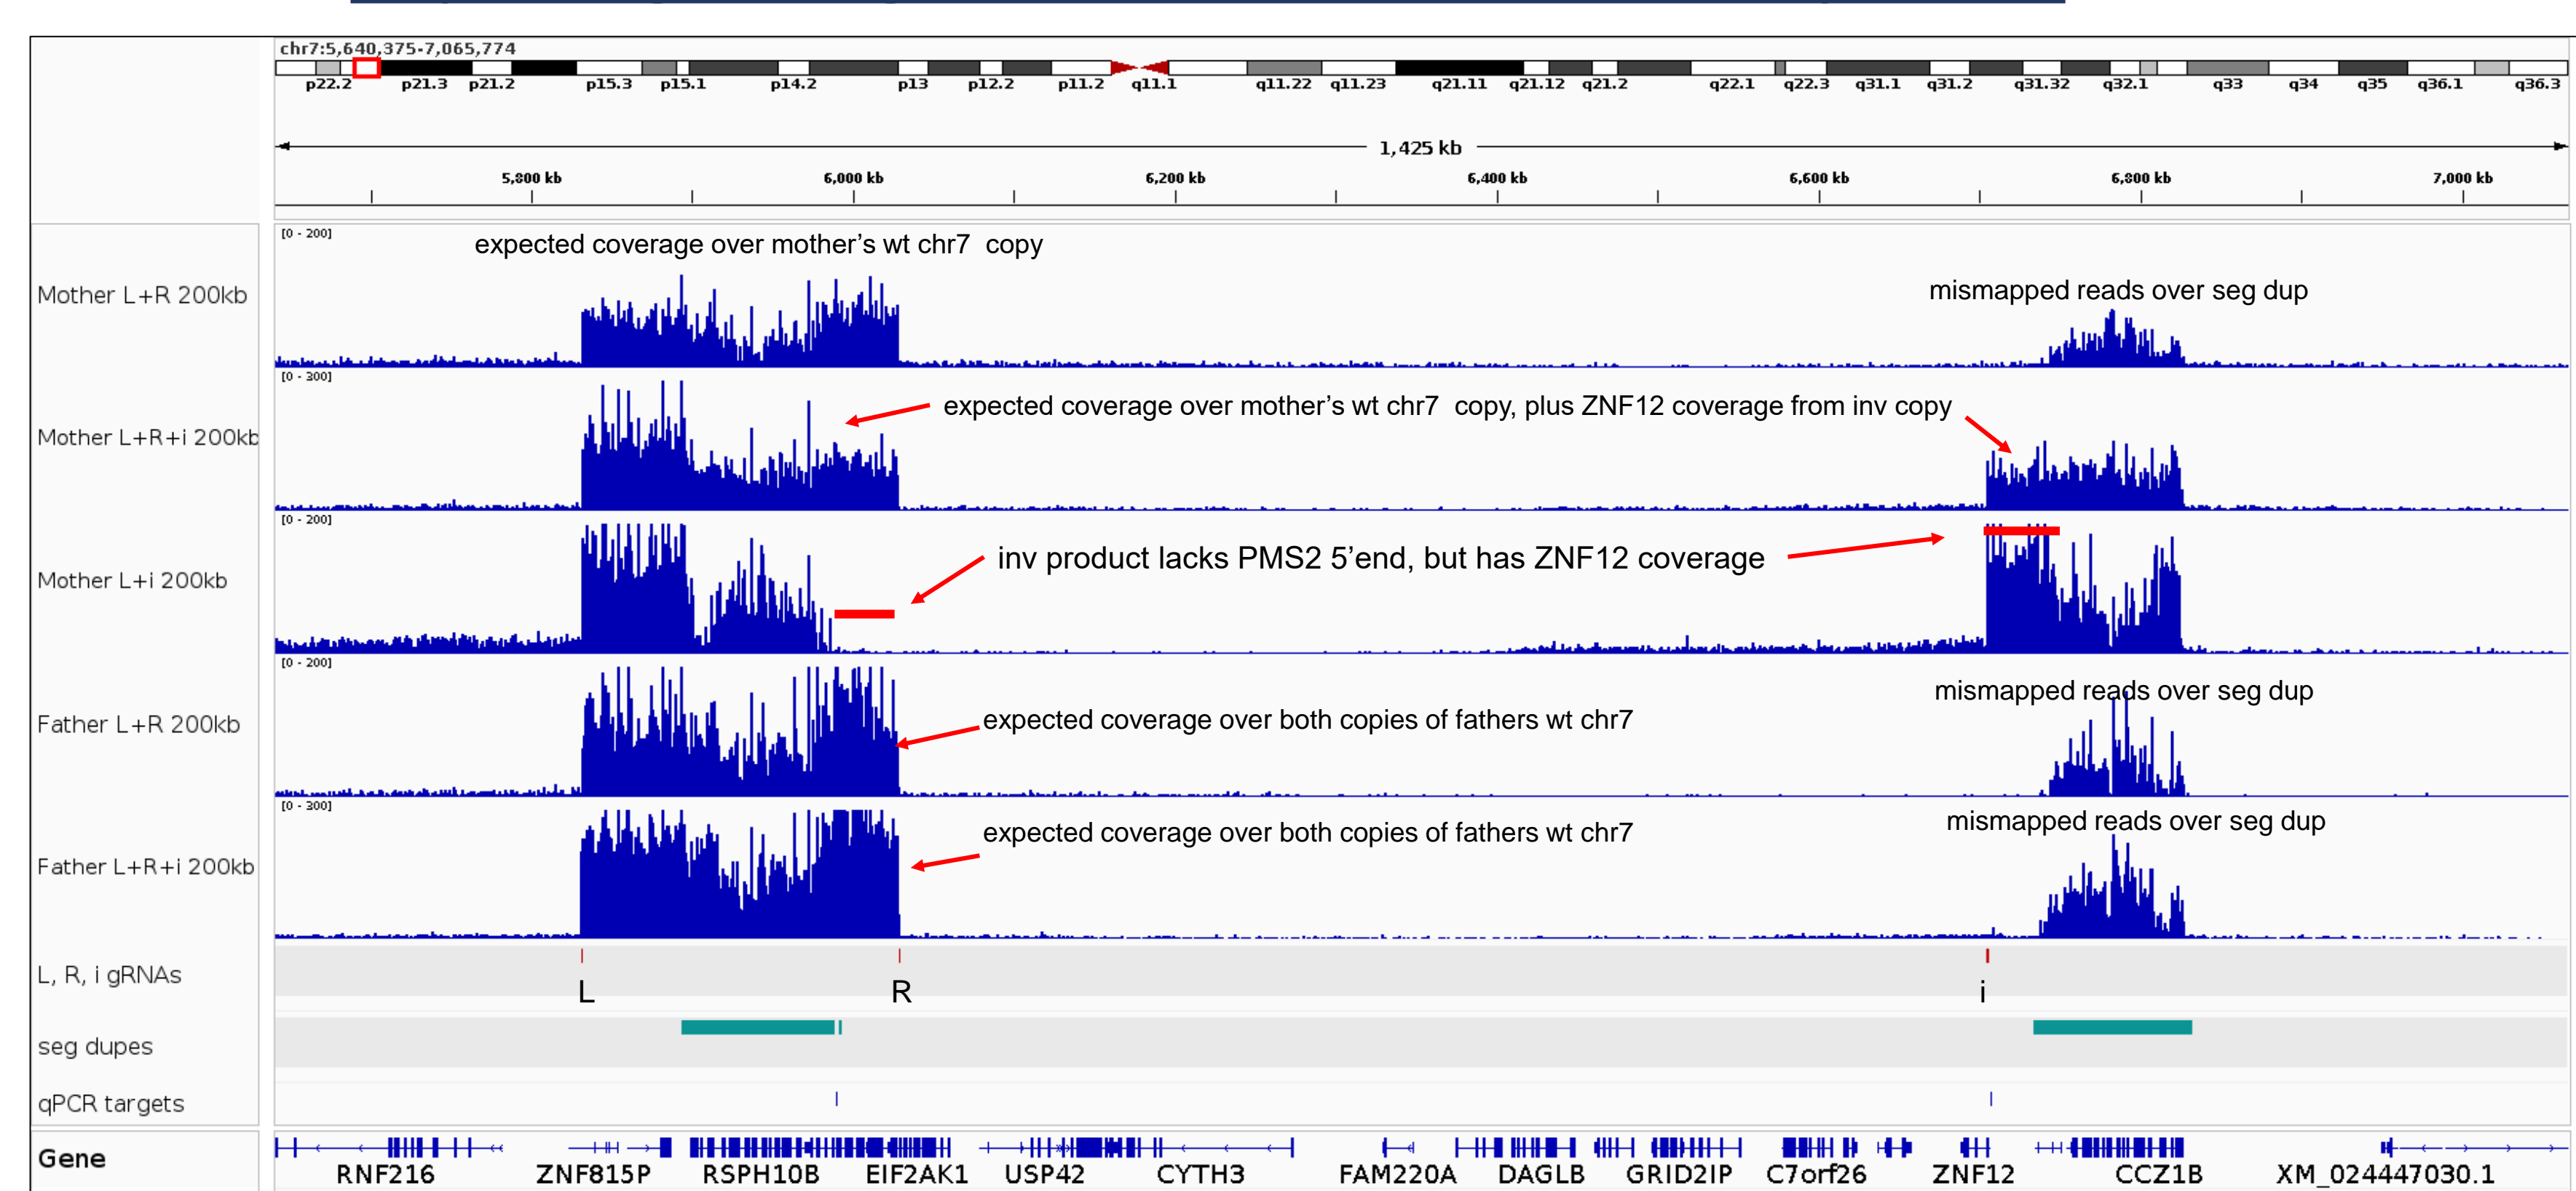 chr7:5,640,375-7,065,774
p22.2 p21.3 p21.2 p15.3 p15.1 p14.2 p13 p12.2 p11.2 q11.1 q11.22 q11.23 q21.11 q21.12 q21.2 q22.1 q22.3 q31.1 q31.2 q31.32 q32.1 q33 q34 q35 q36.1 q36.3
1,425 kb
5,800 kb 6,000 kb 6,200 kb 6,400 kb 6,600 kb 6,800 kb 7,000 kb
[0 - 200]
expected coverage over mother’s wt chr7 copy
Mother L+R 200kb
mismapped reads over seg dup
[0 - 300]
expected coverage over mother’s wt chr7 copy, plus ZNF12 coverage from inv copy
Mother L+R+i 200kb
[0 - 200]
inv product lacks PMS2 5’end, but has ZNF12 coverage
Mother L+i 200kb
[0 - 200]
mismapped reads over seg dup
Father L+R 200kb
expected coverage over both copies of fathers wt chr7
[0 - 300]
expected coverage over both copies of fathers wt chr7
mismapped reads over seg dup
Father L+R+i 200kb
L, R, i gRNAs
L R i
seg dupes
qPCR targets
Gene
RNF216 ZNF815P RSPH10B EIF2AK1 USP42 CYTH3 FAM220A DAGLB GRID2IP C7orf26 ZNF12 CCZ1B XM_024447030.1